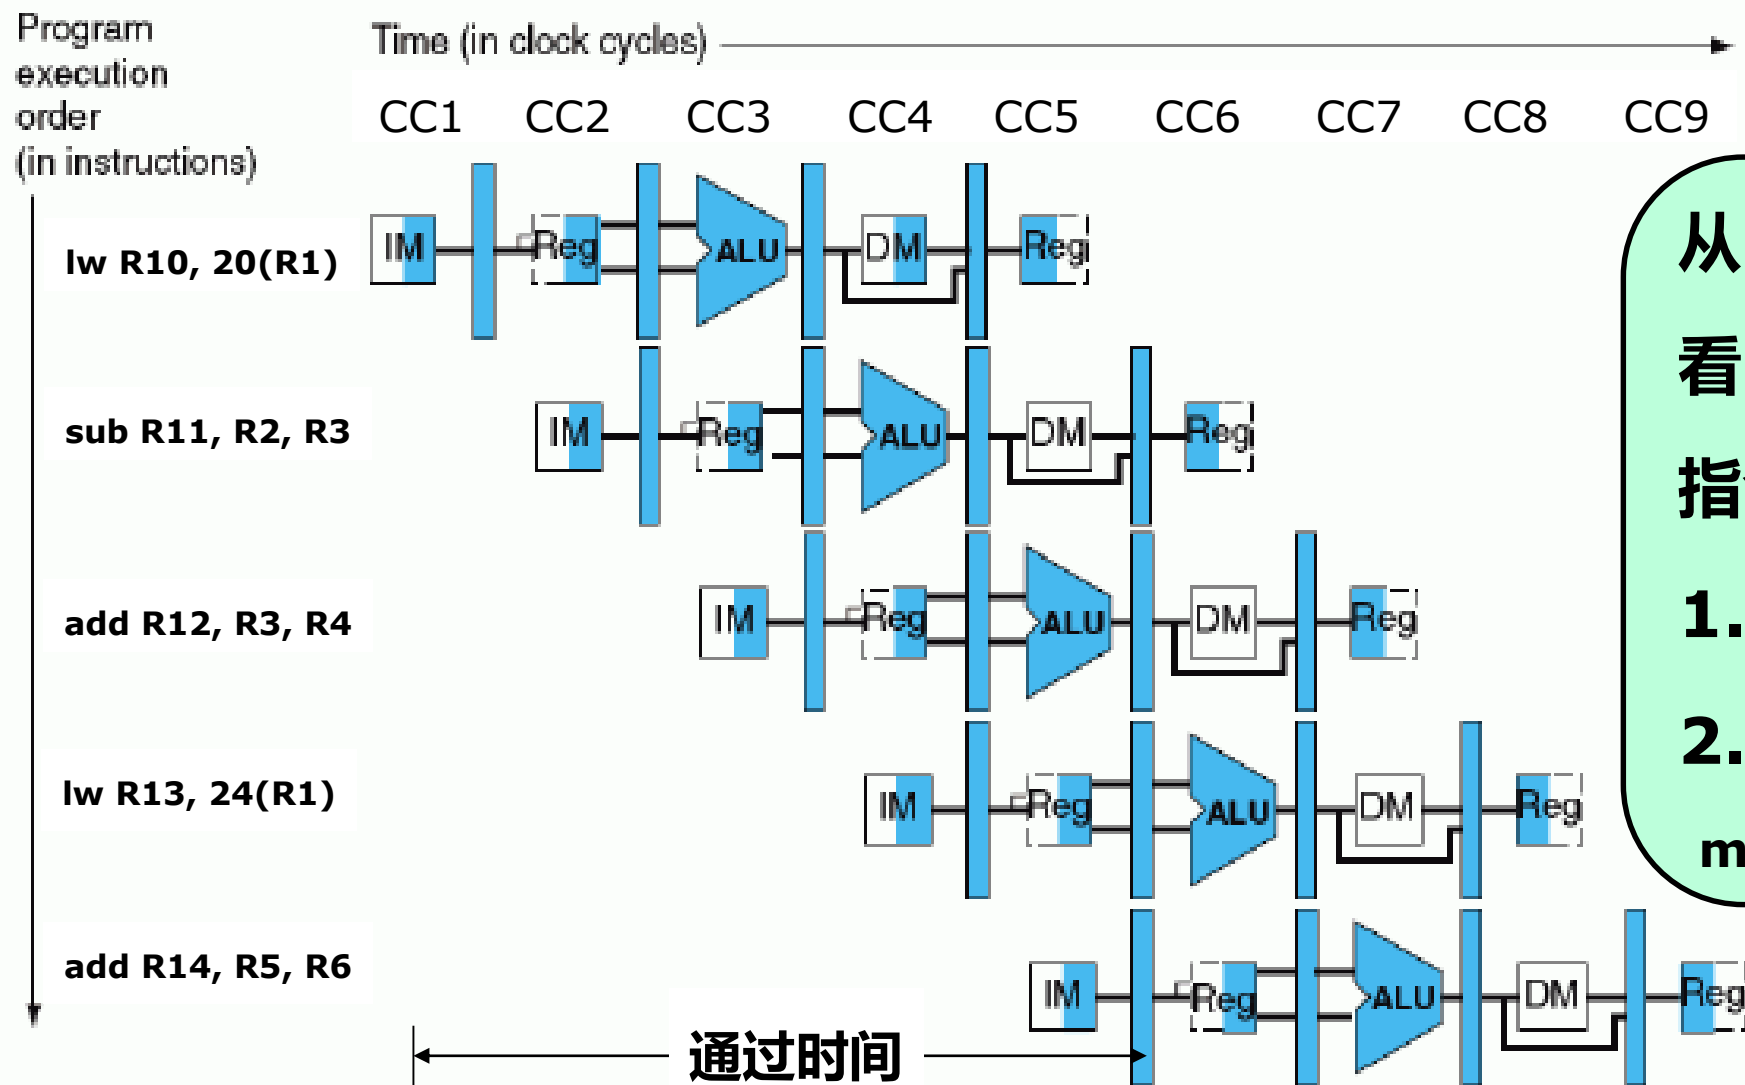 Program
execution
order
(in instructions)
Time (in clock cycles)
CC1 CC2 CC3 CC4 CC5 CC6 CC7 CC8 CC9
lw R10, 20(R1)
IM Reg ALU DM Reg
sub R11, R2, R3
IM Reg ALU DM Reg
add R12, R3, R4
IM Reg ALU DM Reg
lw R13, 24(R1)
IM Reg ALU DM Reg
add R14, R5, R6
IM Reg ALU DM Reg
通过时间
从
看
指
1.
2.
m